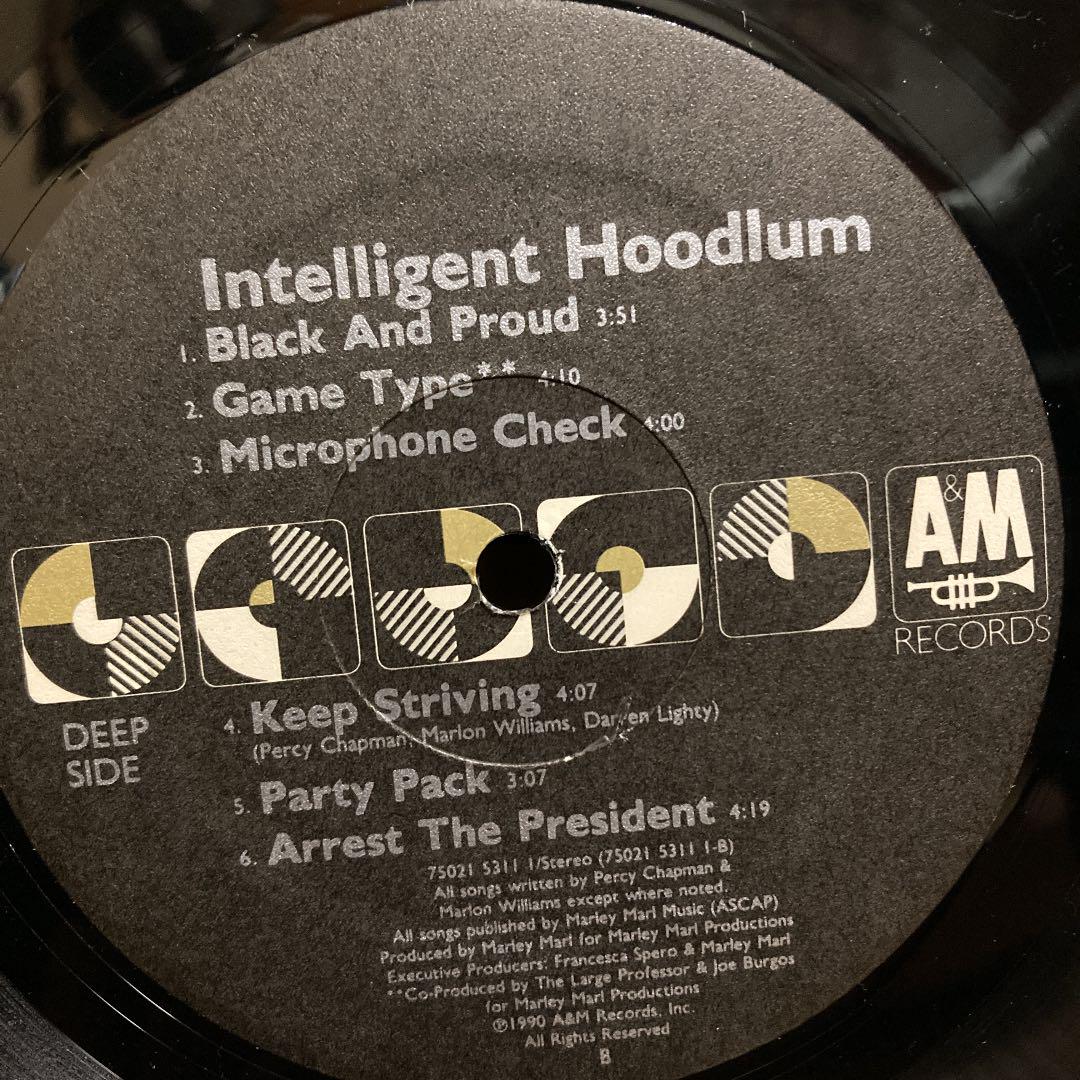 Intelligent Hoodlum
1. Black And Proud 3:51
2. Game Type** 4:10
3. Microphone Check 4:00
A&M
RECORDS
DEEP
SIDE
4. Keep Striving 4:07
(Percy Chapman, Marlon Williams, Darren Lighty)
5. Party Pack 3:07
6. Arrest The President 4:19
75021 5311 1/Stereo (75021 5311 1-B)
All songs written by Percy Chapman &
Marlon Williams except where noted.
All songs published by Marley Marl Music (ASCAP)
Produced by Marley Marl for Marley Marl Productions
Executive Producers: Francesca Spero & Marley Marl
**Co-Produced by The Large Professor & Joe Burgos
for Marley Marl Productions
℗1990 A&M Records, Inc.
All Rights Reserved
B